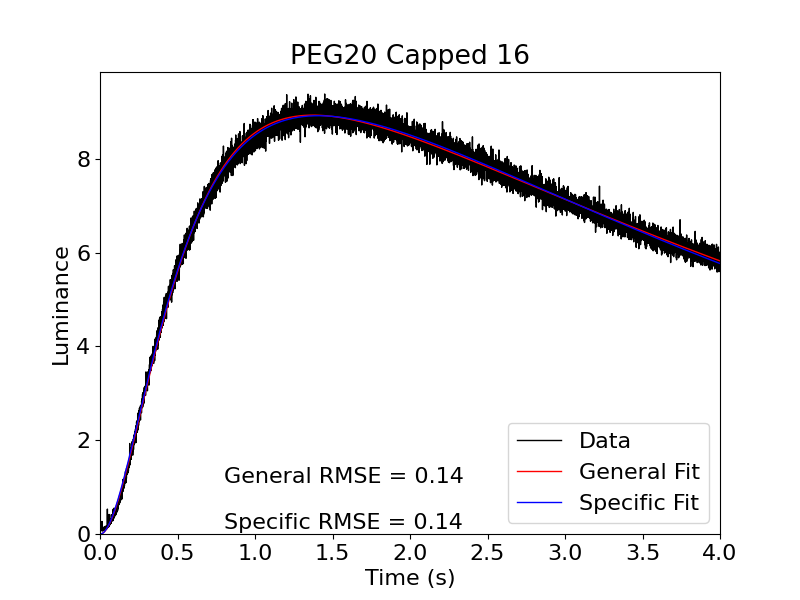 PEG20 Capped 16
Luminance
8
6
4
2
0
General RMSE = 0.14
Specific RMSE = 0.14
Data
General Fit
Specific Fit
0.0 0.5 1.0 1.5 2.0 2.5 3.0 3.5 4.0
Time (s)